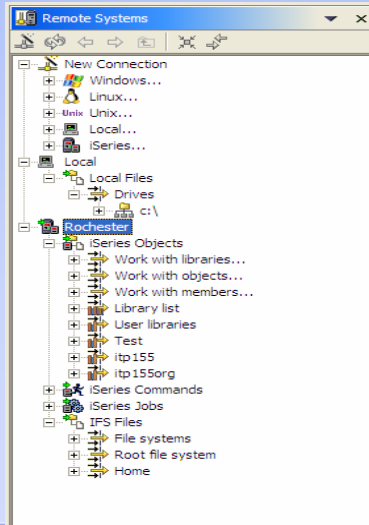 Remote Systems
New Connection
Windows...
Linux...
Unix Unix...
Local...
iSeries...
Local
Local Files
Drives
c:\
Rochester
iSeries Objects
Work with libraries...
Work with objects...
Work with members...
Library list
User libraries
Test
itp155
itp155org
iSeries Commands
iSeries Jobs
IFS Files
File systems
Root file system
Home